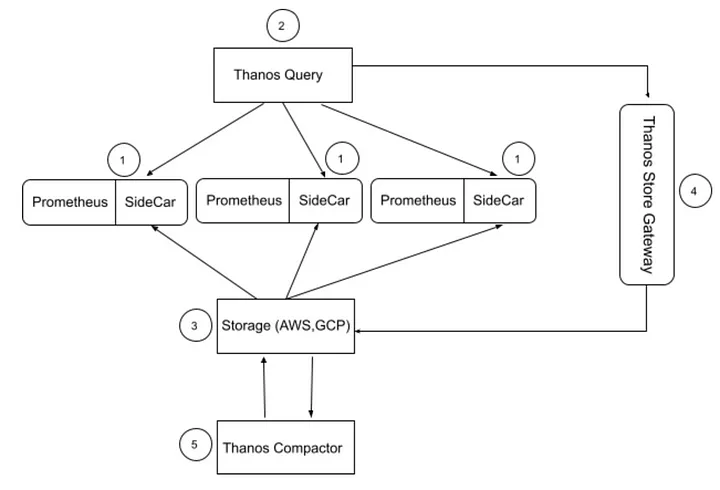 2
Thanos Query
1
1
1
Prometheus
SideCar
Prometheus
SideCar
Prometheus
SideCar
Thanos Store Gateway
4
3
Storage (AWS,GCP)
5
Thanos Compactor